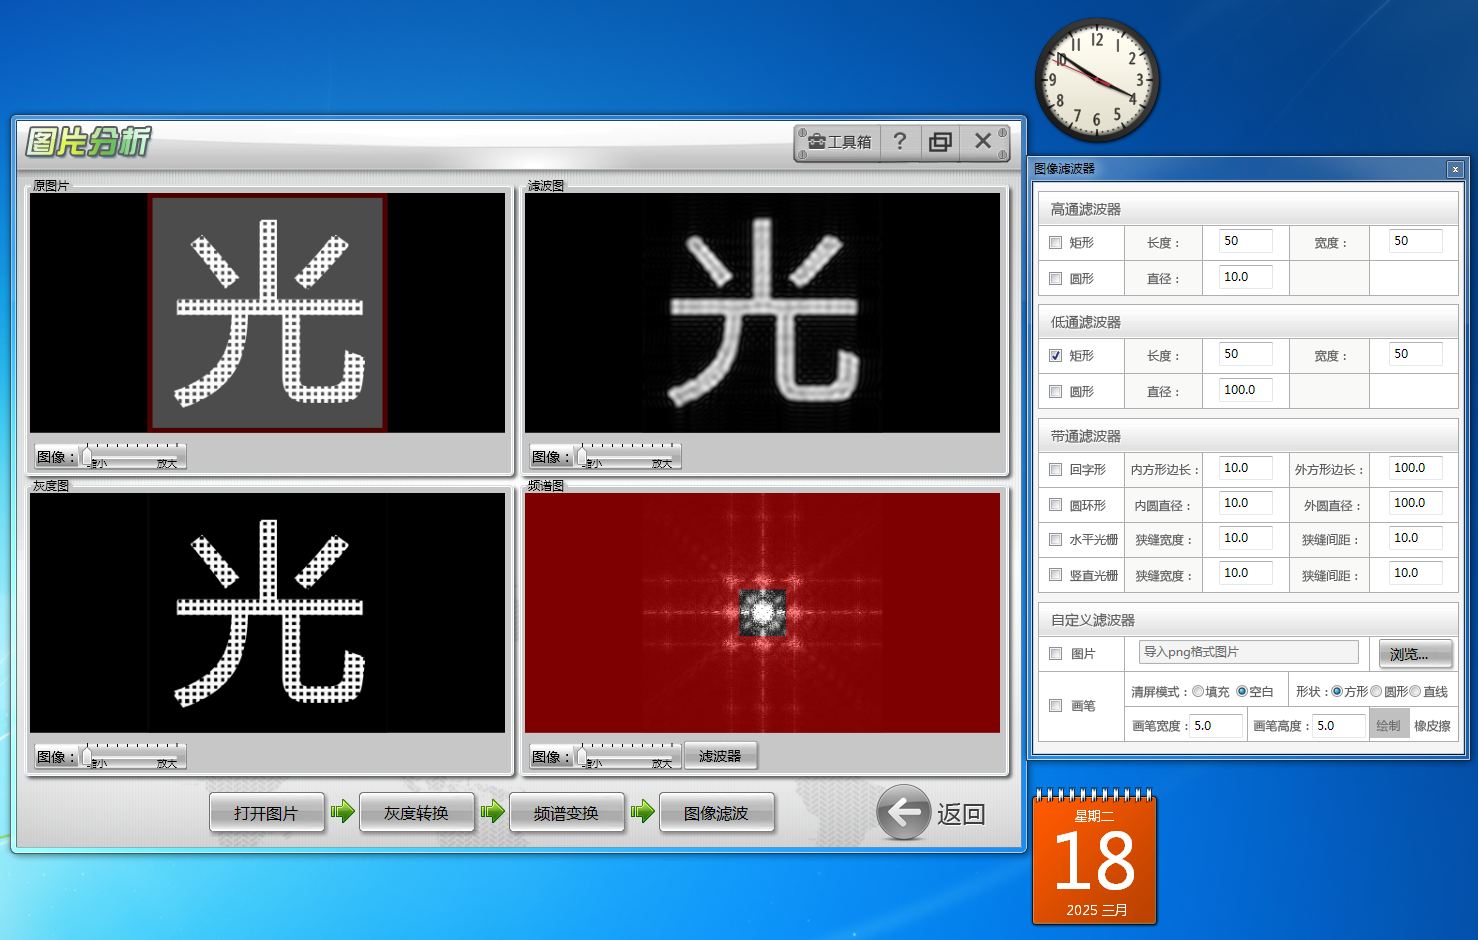 12
11
1
10
2
9
3
8
4
7
5
6
图片分析
工具箱
?
原图片
光
图像：
缩小
放大
滤波图
光
图像：
缩小
放大
灰度图
光
图像：
缩小
放大
频谱图
图像：
缩小
放大
滤波器
打开图片
灰度转换
频谱变换
图像滤波
返回
图像滤波器
x
高通滤波器
矩形 长度： 50 宽度： 50
圆形 直径： 10.0
低通滤波器
矩形 长度： 50 宽度： 50
圆形 直径： 100.0
带通滤波器
回字形 内方形边长： 10.0 外方形边长： 100.0
圆环形 内圆直径： 10.0 外圆直径： 100.0
水平光栅 狭缝宽度： 10.0 狭缝间距： 10.0
竖直光栅 狭缝宽度： 10.0 狭缝间距： 10.0
自定义滤波器
图片 导入png格式图片 浏览...
画笔
清屏模式： 填充 空白 形状： 方形 圆形 直线
画笔宽度： 5.0 画笔高度： 5.0 绘制 橡皮擦
星期二
18
2025 三月